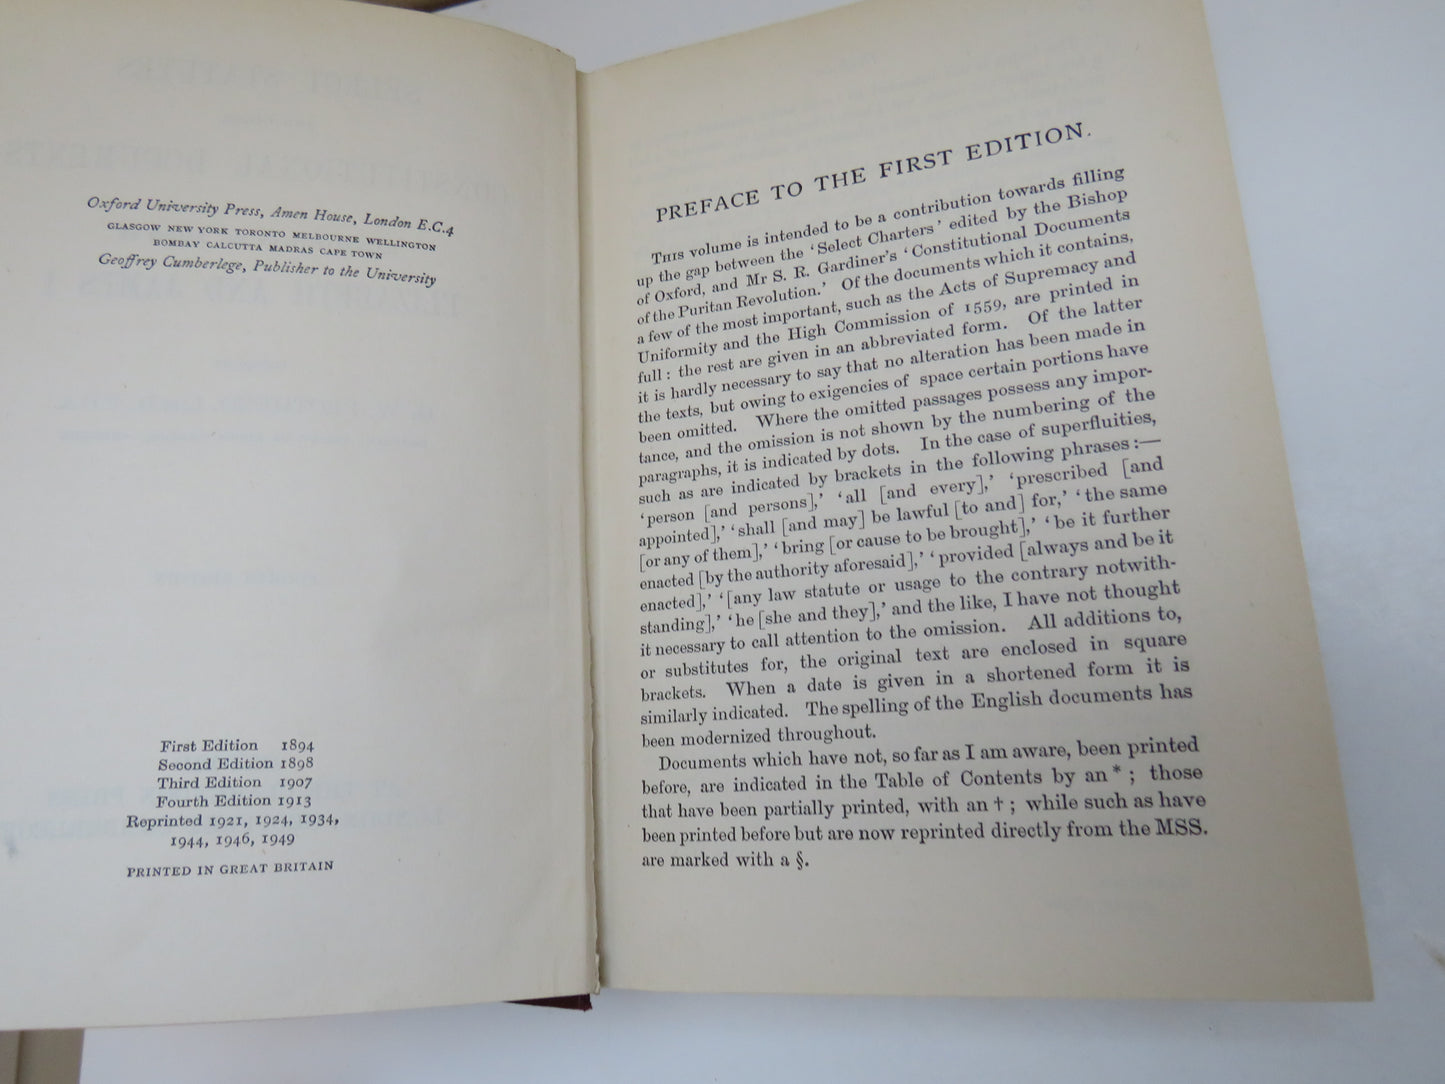 Oxford University Press, Amen House, London E.C.4
GLASGOW NEW YORK TORONTO MELBOURNE WELLINGTON
BOMBAY CALCUTTA MADRAS CAPE TOWN
Geoffrey Cumberlege, Publisher to the University
First Edition 1894
Second Edition 1898
Third Edition 1907
Fourth Edition 1913
Reprinted 1921, 1924, 1934,
1944, 1946, 1949
PRINTED IN GREAT BRITAIN
PREFACE TO THE FIRST EDITION.
This volume is intended to be a contribution towards filling
up the gap between the ‘Select Charters’ edited by the Bishop
of Oxford, and Mr S. R. Gardiner's ‘Constitutional Documents
of the Puritan Revolution.’ Of the documents which it contains,
a few of the most important, such as the Acts of Supremacy and
Uniformity and the High Commission of 1559, are printed in
full: the rest are given in an abbreviated form. Of the latter
it is hardly necessary to say that no alteration has been made in
the texts, but owing to exigencies of space certain portions have
been omitted. Where the omitted passages possess any impor-
tance, and the omission is not shown by the numbering of the
paragraphs, it is indicated by dots. In the case of superfluities,
such as are indicated by brackets in the following phrases:—
‘person [and persons],’ ‘all [and every],’ ‘prescribed [and
appointed],’ ‘shall [and may] be lawful [to and] for,’ ‘the same
[or any of them],’ ‘bring [or cause to be brought],’ ‘be it further
enacted [by the authority aforesaid],’ ‘provided [always and be it
enacted],’ ‘[any law statute or usage to the contrary notwith-
standing],’ ‘he [she and they],’ and the like, I have not thought
it necessary to call attention to the omission. All additions to,
or substitutes for, the original text are enclosed in square
brackets. When a date is given in a shortened form it is
similarly indicated. The spelling of the English documents has
been modernized throughout.
Documents which have not, so far as I am aware, been printed
before, are indicated in the Table of Contents by an *; those
that have been partially printed, with an †; while such as have
been printed before but are now reprinted directly from the MSS.
are marked with a §.